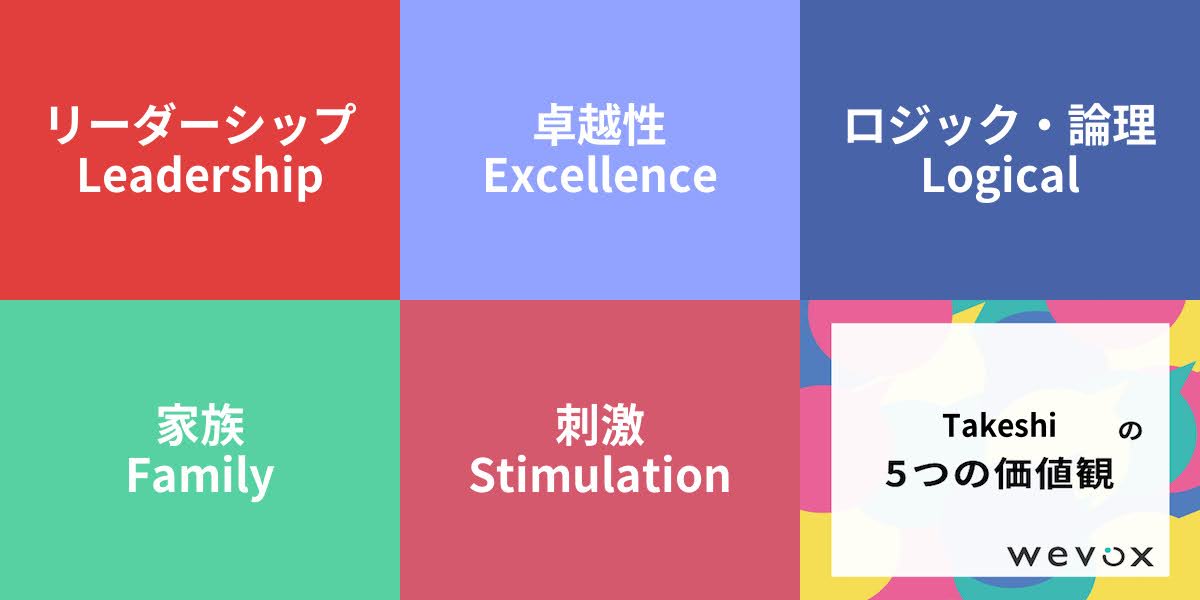 リーダーシップ
Leadership
卓越性
Excellence
ロジック・論理
Logical
家族
Family
刺激
Stimulation
Takeshi の
5つの価値観
wevox